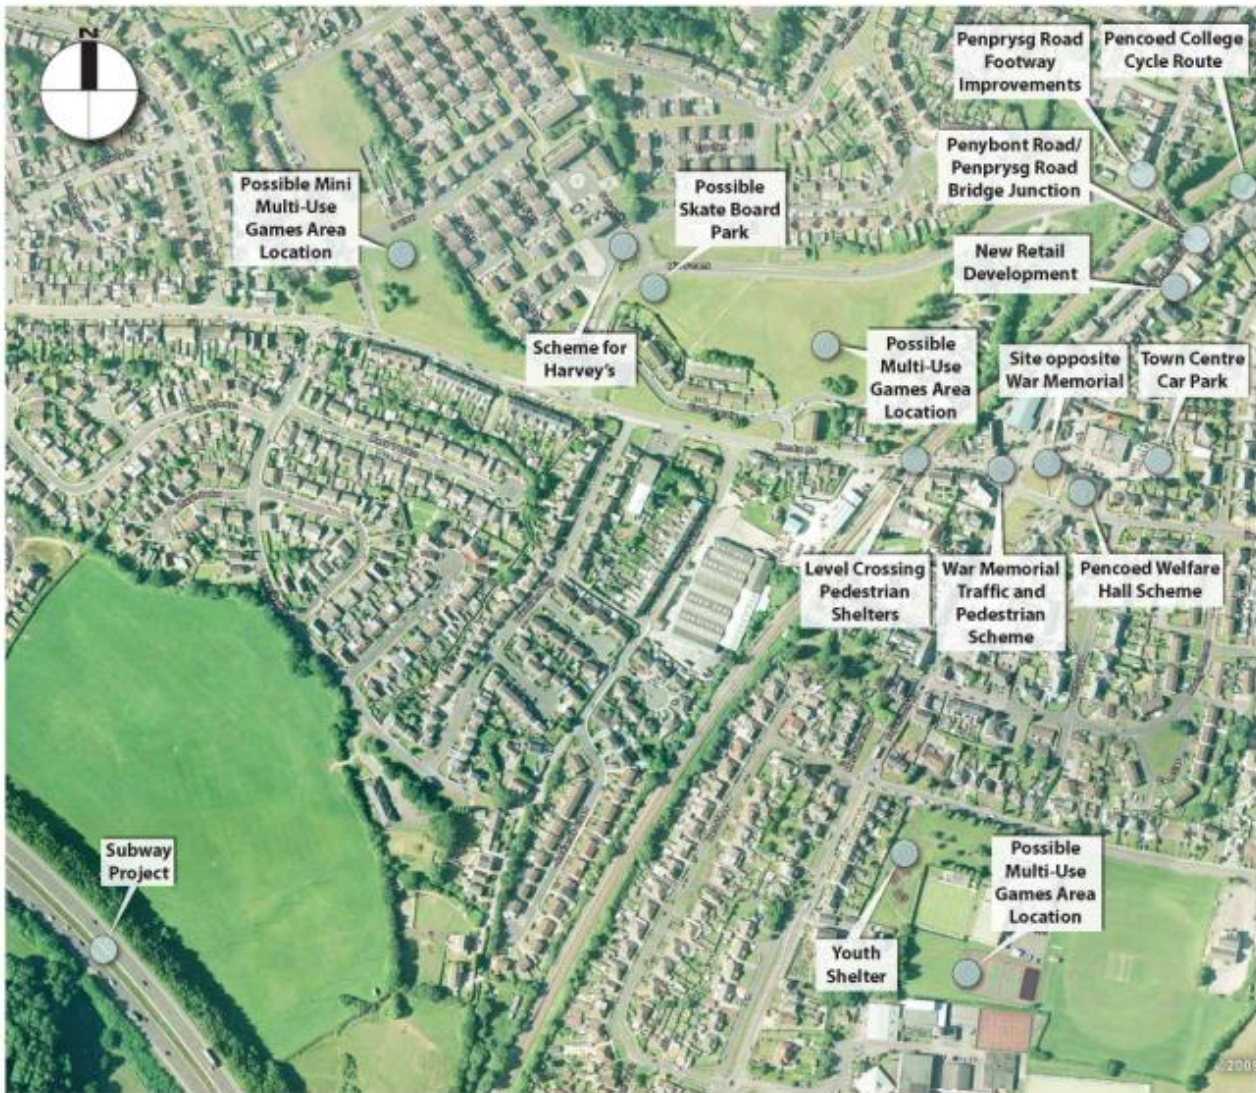 N
Penprysg Road
Footway
Improvements
Pencoed College
Cycle Route
Penybont Road/
Penprysg Road
Bridge Junction
Possible Mini
Multi-Use
Games Area
Location
Possible
Skate Board
Park
New Retail
Development
Scheme for
Harvey's
Possible
Multi-Use
Games Area
Location
Site opposite
War Memorial
Town Centre
Car Park
Level Crossing
Pedestrian
Shelters
War Memorial
Traffic and
Pedestrian
Scheme
Pencoed Welfare
Hall Scheme
Subway
Project
Possible
Multi-Use
Games Area
Location
Youth
Shelter